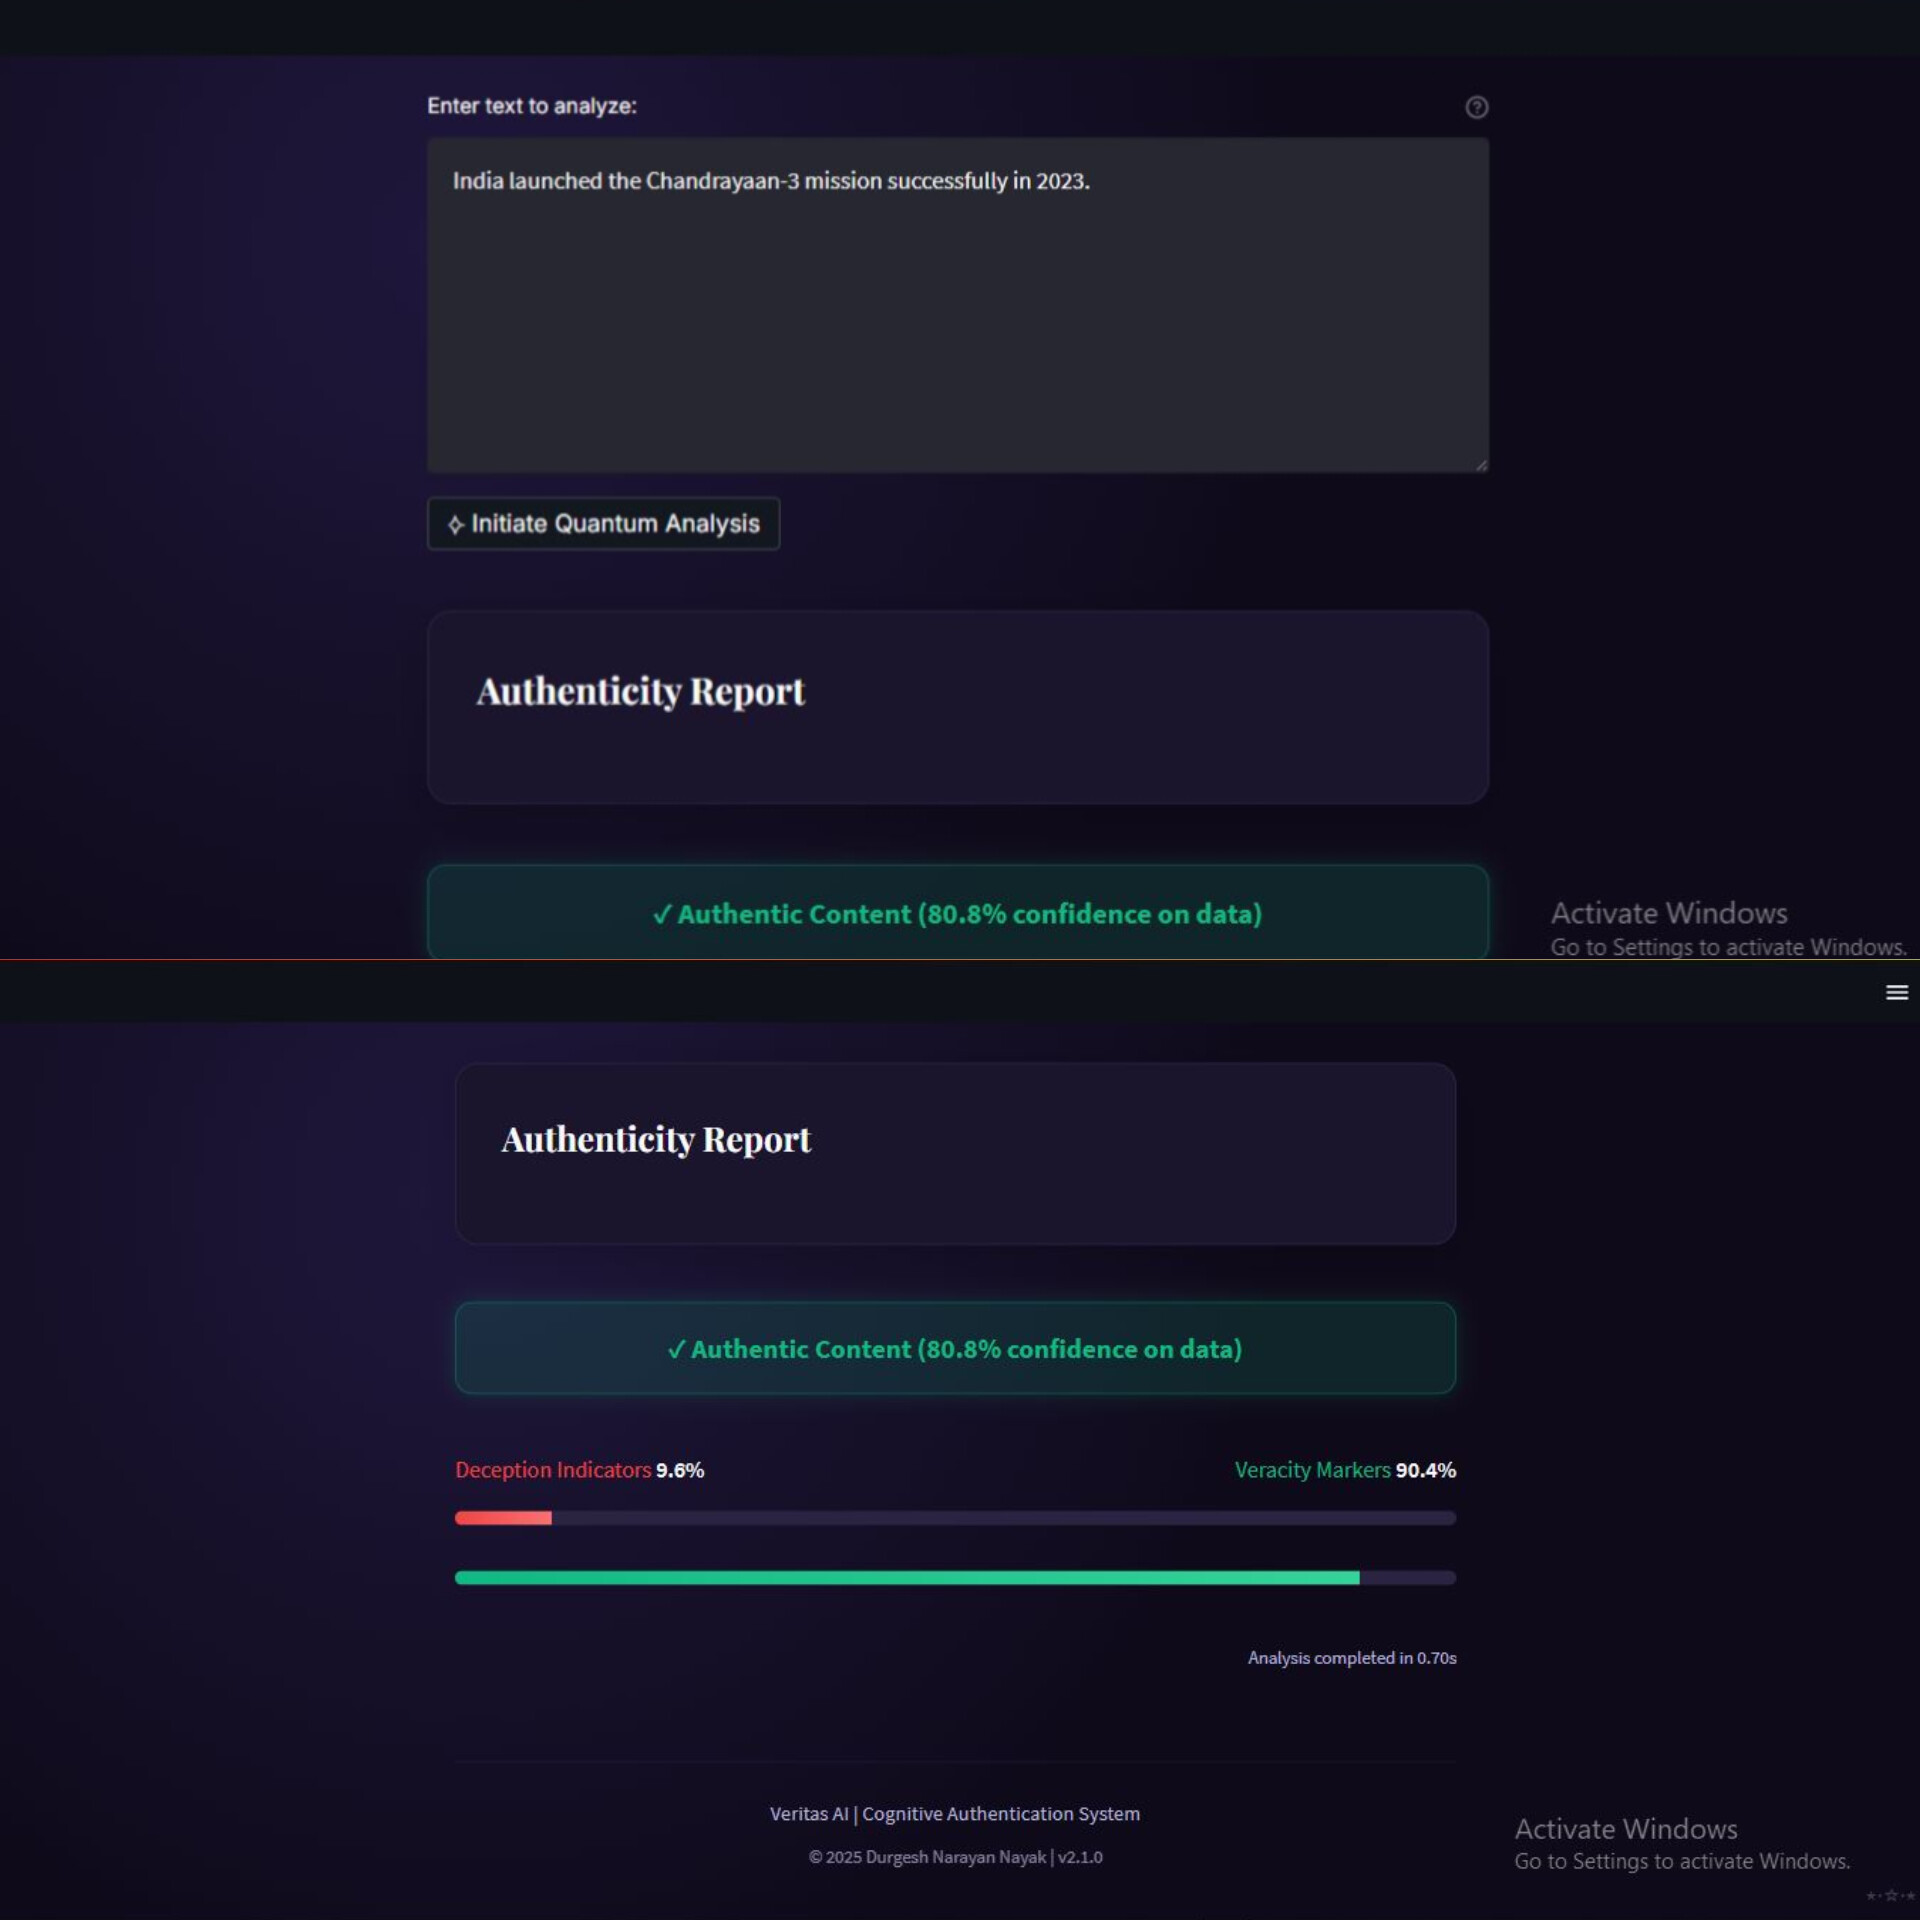 Enter text to analyze:
India launched the Chandrayaan-3 mission successfully in 2023.
Initiate Quantum Analysis
Authenticity Report
✓ Authentic Content (80.8% confidence on data)
Activate Windows
Go to Settings to activate Windows.
Authenticity Report
✓ Authentic Content (80.8% confidence on data)
Deception Indicators 9.6%
Veracity Markers 90.4%
Analysis completed in 0.70s
Veritas AI | Cognitive Authentication System
© 2025 Durgesh Narayan Nayak | v2.1.0
Activate Windows
Go to Settings to activate Windows.